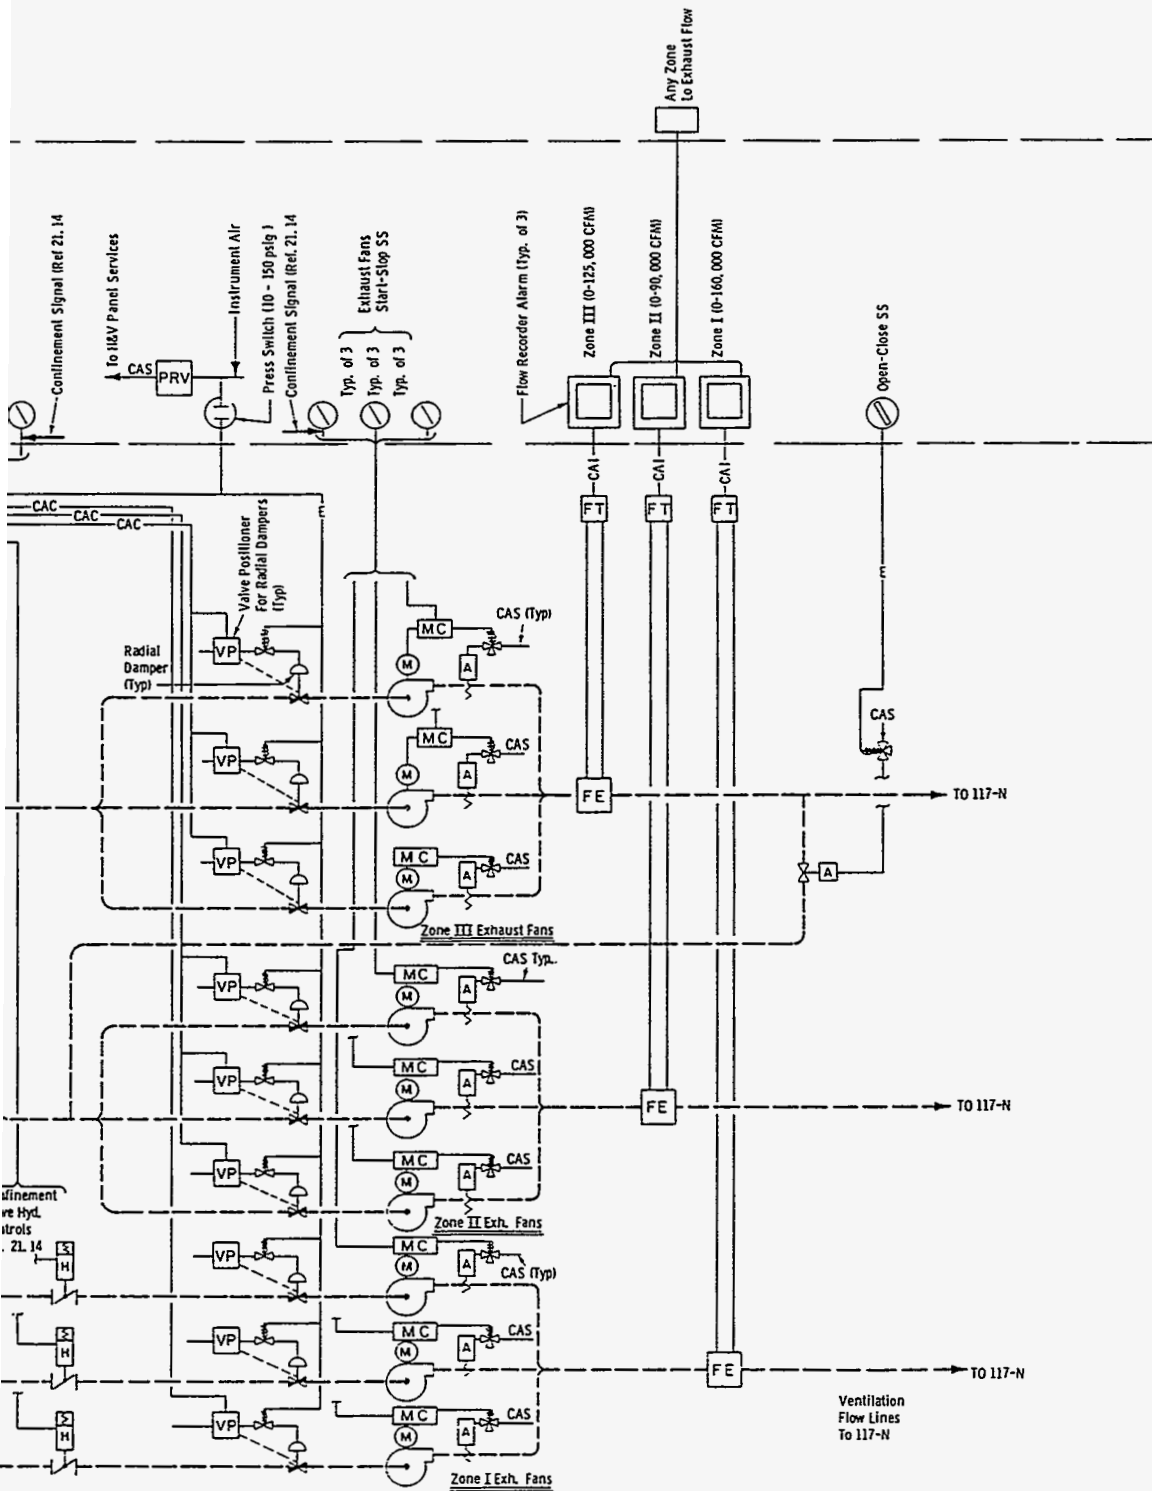 Any Zone
Lo Exhaust Flow
Confinement Signal (Ref 21.14
To H&V Panel Services
CAS
PRV
Instrument Air
Press Switch (10 - 150 psig )
Confinement Signal (Ref. 21.14
Exhaust Fans
Start-Stop SS
Typ. of 3
Typ. of 3
Typ. of 3
Flow Recorder Alarm (Typ. of 3)
Zone III (0-125,000 CFM)
Zone II (0-90,000 CFM)
Zone I (0-160,000 CFM)
Open-Close SS
CAI
CAI
CAI
FT
FT
FT
CAC
CAC
CAC
E
E
Valve Positioner
For Radial Dampers
(Typ)
Radial
Damper
(Typ)
VP
MC
M
A
CAS (Typ)
VP
MC
M
A
CAS
CAS
FE
TO 117-N
VP
MC
M
A
CAS
A
Zone III Exhaust Fans
VP
MC
M
A
CAS Typ.
VP
MC
M
A
CAS
FE
TO 117-N
VP
MC
M
A
CAS
Zone II Exh. Fans
ve Hyd.
21.14
H
VP
MC
M
A
CAS (Typ)
H
VP
MC
M
A
CAS
FE
TO 117-N
H
VP
MC
M
A
CAS
Zone I Exh. Fans
Ventilation
Flow Lines
To 117-N